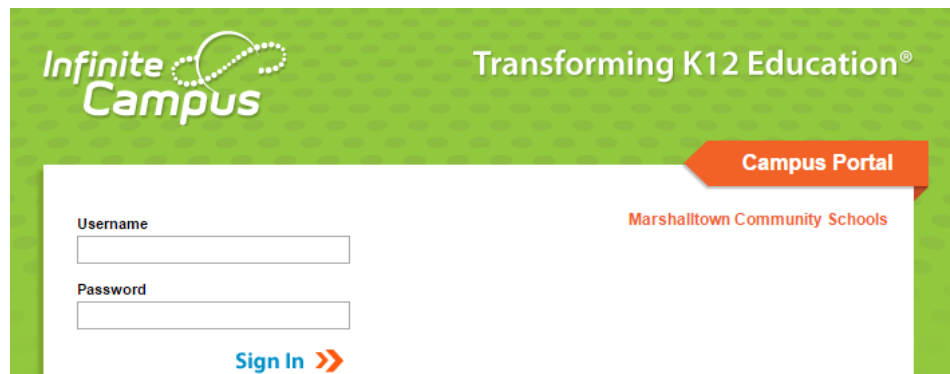 Infinite
Campus
Transforming K12 Education®
Campus Portal
Marshalltown Community Schools
Username
Password
Sign In